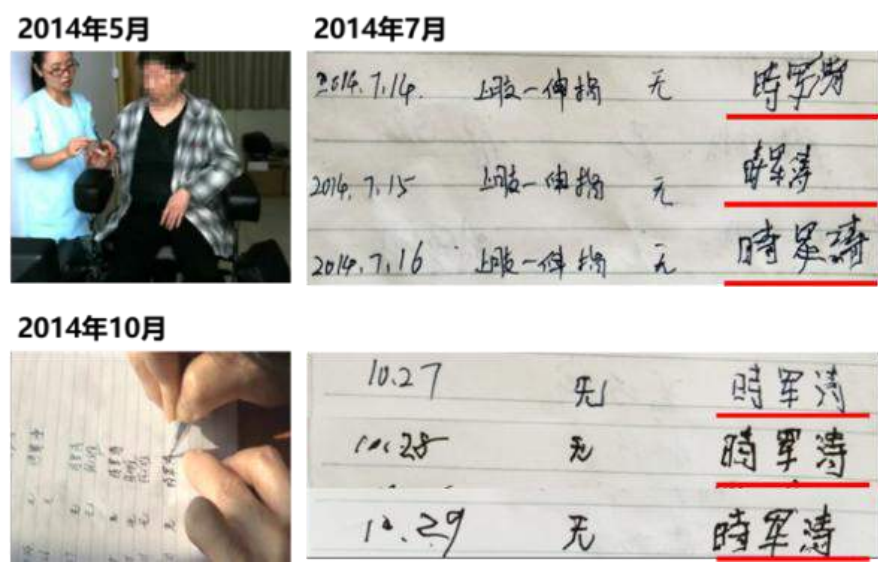 2014年5月
2014年7月
2014.7.14. 上肢一伸指 无 時军涛
2014.7.15 上肢一伸指 无 時军涛
2014.7.16 上肢一伸指 无 時军涛
2014年10月
10.27 无 時军涛
10.28 无 時军涛
10.29 无 時军涛